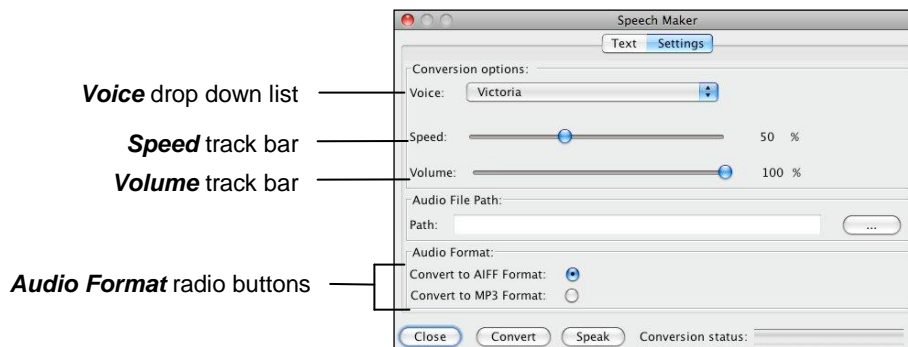 Speech Maker
Text Settings
Conversion options:
Voice drop down list
Voice: Victoria
Speed track bar
Speed: 50 %
Volume track bar
Volume: 100 %
Audio File Path:
Path: ...
Audio Format:
Audio Format radio buttons
Convert to AIFF Format:
Convert to MP3 Format:
Close Convert Speak Conversion status: